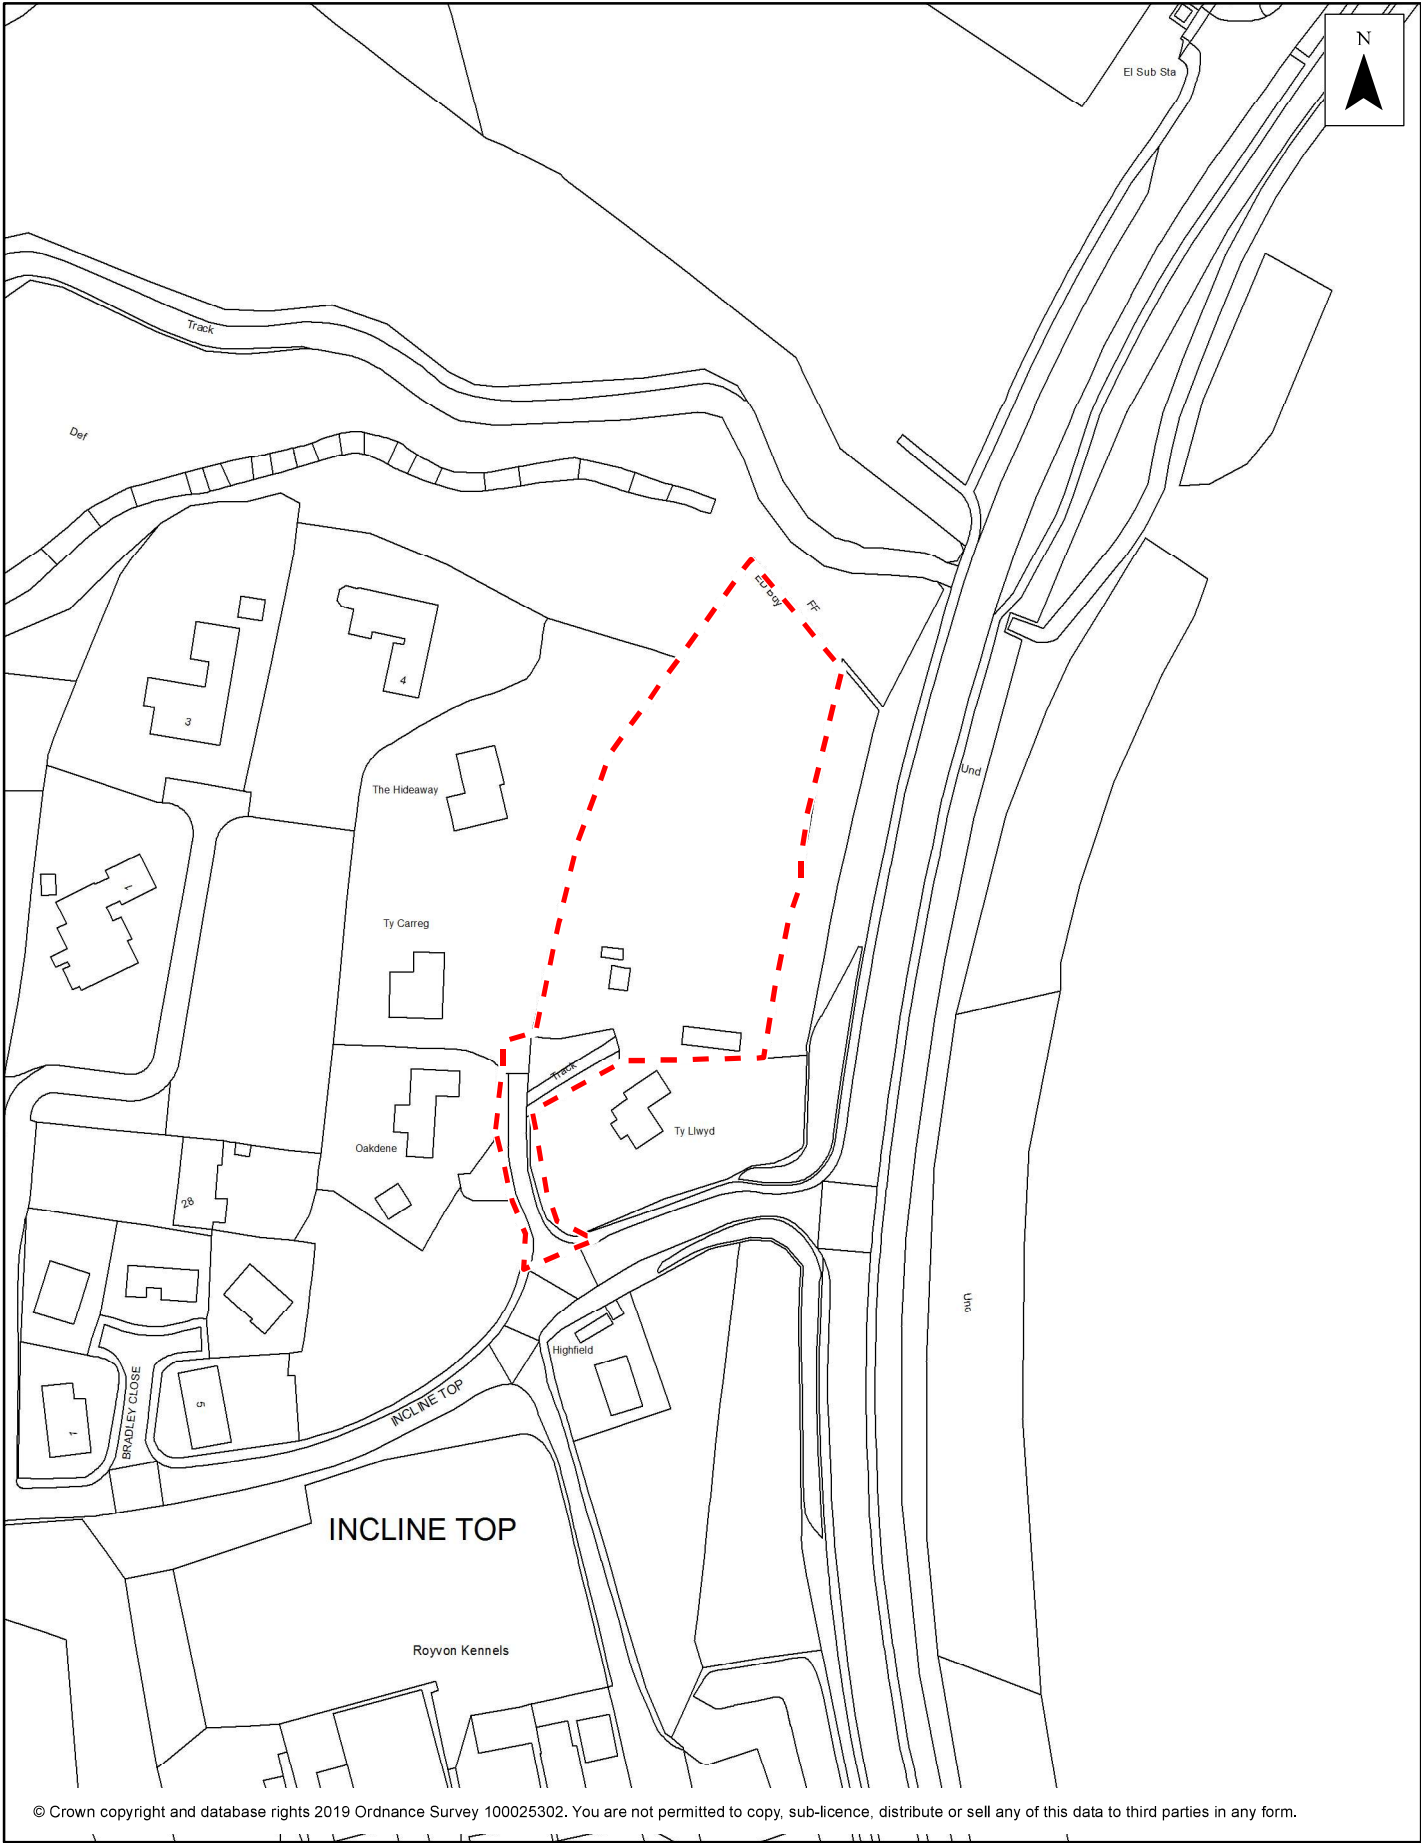 N
El Sub Sta
Track
Def
ED Bdy
FF
4
3
Und
The Hideaway
1
Ty Carreg
Track
Ty Llwyd
Oakdene
28
Und
Highfield
BRADLEY CLOSE
INCLINE TOP
5
1
INCLINE TOP
Royvon Kennels
© Crown copyright and database rights 2019 Ordnance Survey 100025302. You are not permitted to copy, sub-licence, distribute or sell any of this data to third parties in any form.